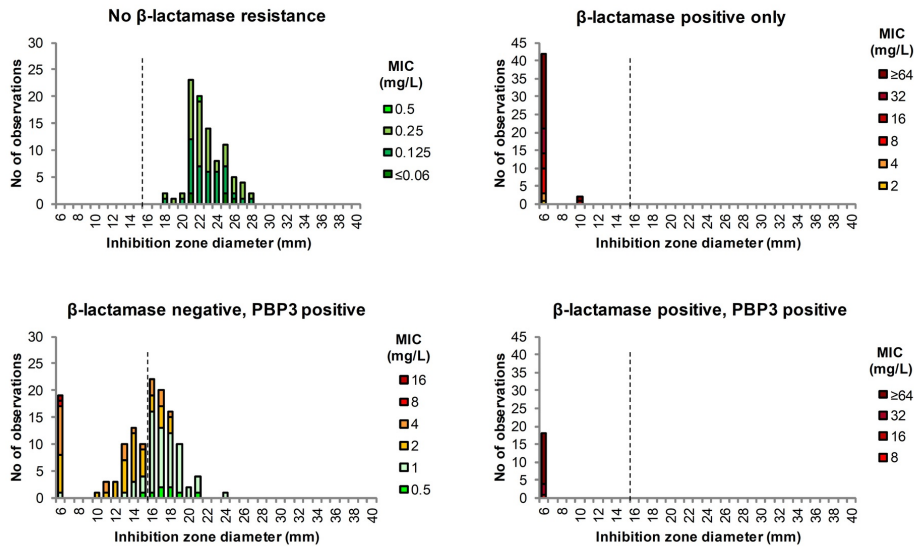 No β-lactamase resistance
No of observations
30
25
20
15
10
5
0
6 8 10 12 14 16 18 20 22 24 26 28 30 32 34 36 38 40
Inhibition zone diameter (mm)
MIC
(mg/L)
0.5
0.25
0.125
≤0.06
β-lactamase positive only
No of observations
45
40
35
30
25
20
15
10
5
0
6 8 10 12 14 16 18 20 22 24 26 28 30 32 34 36 38 40
Inhibition zone diameter (mm)
MIC
(mg/L)
≥64
32
16
8
4
2
β-lactamase negative, PBP3 positive
No of observations
30
25
20
15
10
5
0
6 8 10 12 14 16 18 20 22 24 26 28 30 32 34 36 38 40
Inhibition zone diameter (mm)
MIC
(mg/L)
16
8
4
2
1
0.5
β-lactamase positive, PBP3 positive
No of observations
45
40
35
30
25
20
15
10
5
0
6 8 10 12 14 16 18 20 22 24 26 28 30 32 34 36 38 40
Inhibition zone diameter (mm)
MIC
(mg/L)
≥64
32
16
8